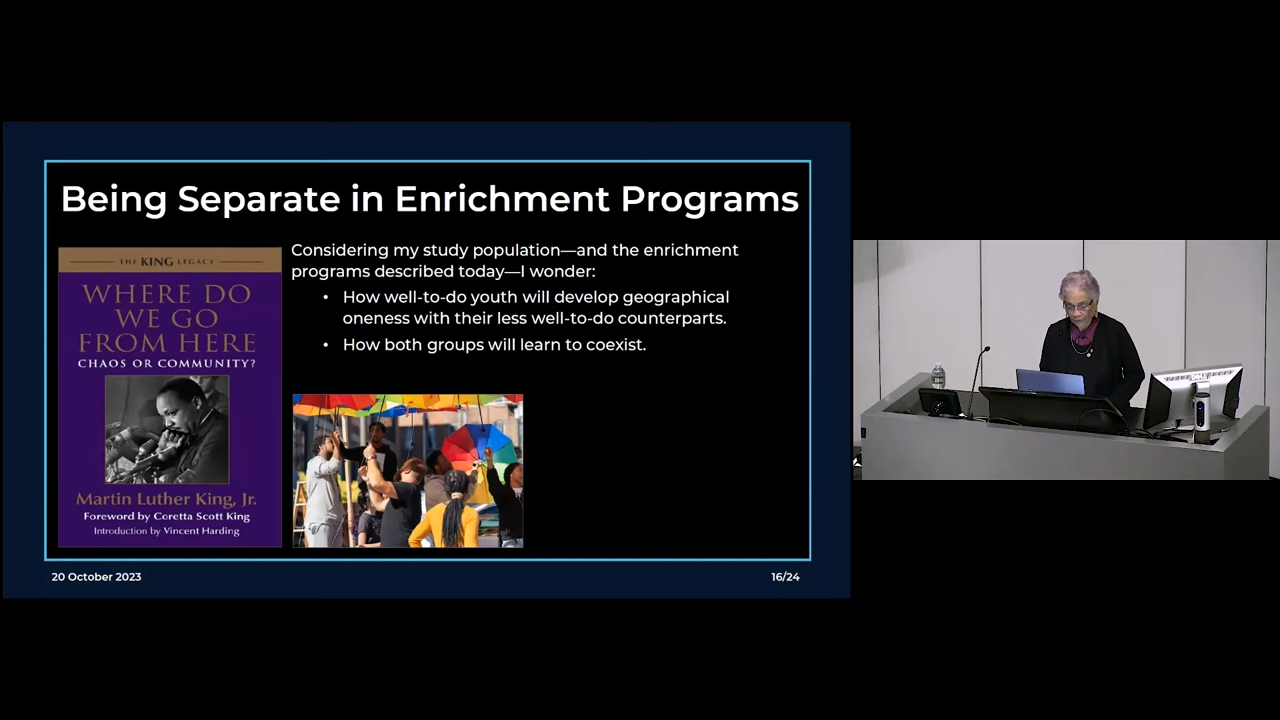 Being Separate in Enrichment Programs
THE KING LEGACY
WHERE DO
WE GO
FROM HERE
CHAOS OR COMMUNITY?
Martin Luther King, Jr.
Foreword by Coretta Scott King
Introduction by Vincent Harding
Considering my study population—and the enrichment
programs described today—I wonder:
• How well-to-do youth will develop geographical
oneness with their less well-to-do counterparts.
• How both groups will learn to coexist.
20 October 2023
16/24